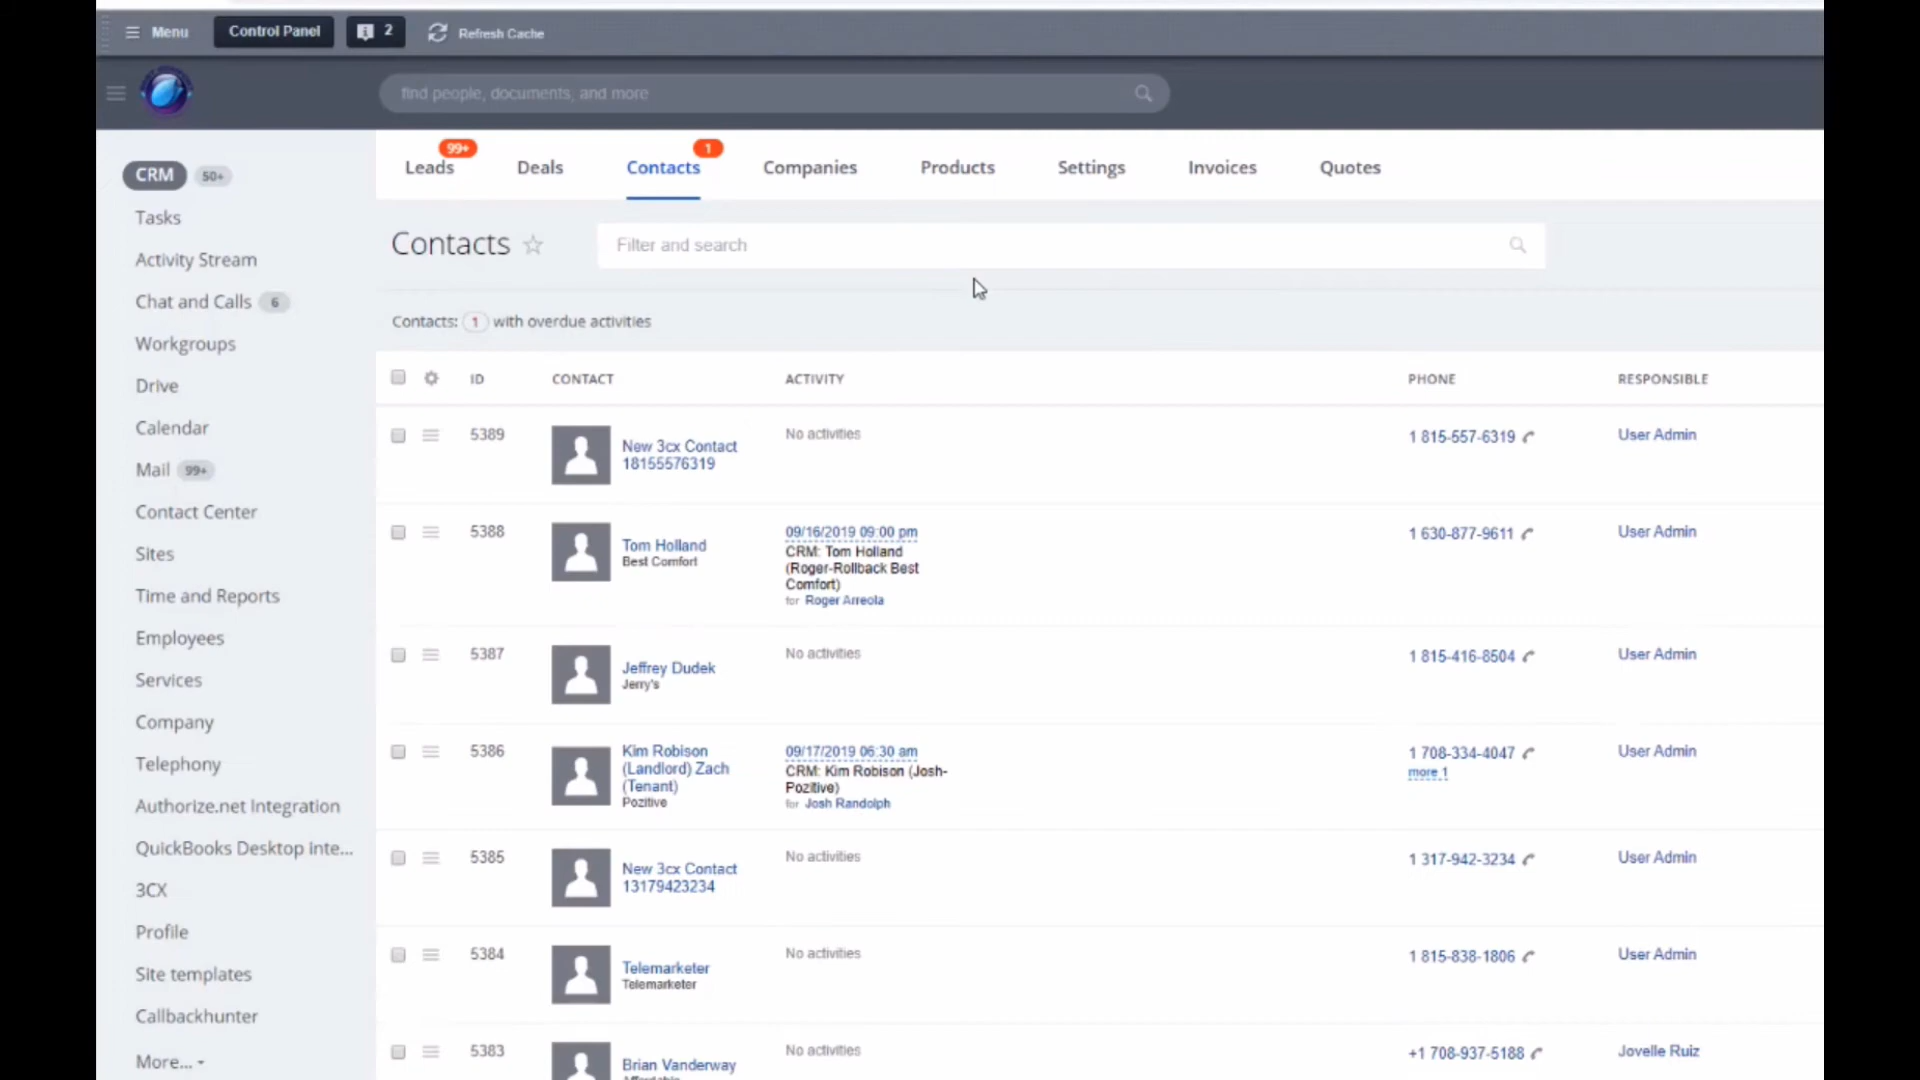 Menu
Control Panel
2
Refresh Cache
find people, documents, and more
CRM 50+
Tasks
Activity Stream
Chat and Calls 6
Workgroups
Drive
Calendar
Mail 99+
Contact Center
Sites
Time and Reports
Employees
Services
Company
Telephony
Authorize.net Integration
QuickBooks Desktop Inte...
3CX
Profile
Site templates
Callbackhunter
More...
Leads 99+
Deals
Contacts 1
Companies
Products
Settings
Invoices
Quotes
Contacts
Filter and search
Contacts: 1 with overdue activities
ID CONTACT ACTIVITY PHONE RESPONSIBLE
5389
New 3cx Contact
18155576319
No activities
1 815-557-6319
User Admin
5388
Tom Holland
Best Comfort
09/16/2019 09:00 pm
CRM: Tom Holland
(Roger-Rollback Best
Comfort)
for Roger Arreola
1 630-877-9611
User Admin
5387
Jeffrey Dudek
Jerry's
No activities
1 815-416-8504
User Admin
5386
Kim Robison
(Landlord) Zach
(Tenant)
Pozitive
09/17/2019 06:30 am
CRM: Kim Robison (Josh-
Pozitive)
for Josh Randolph
1 708-334-4047
more 1
User Admin
5385
New 3cx Contact
13179423234
No activities
1 317-942-3234
User Admin
5384
Telemarketer
Telemarketer
No activities
1 815-838-1806
User Admin
5383
Brian Vanderway
No activities
+1 708-937-5188
Jovelle Ruiz